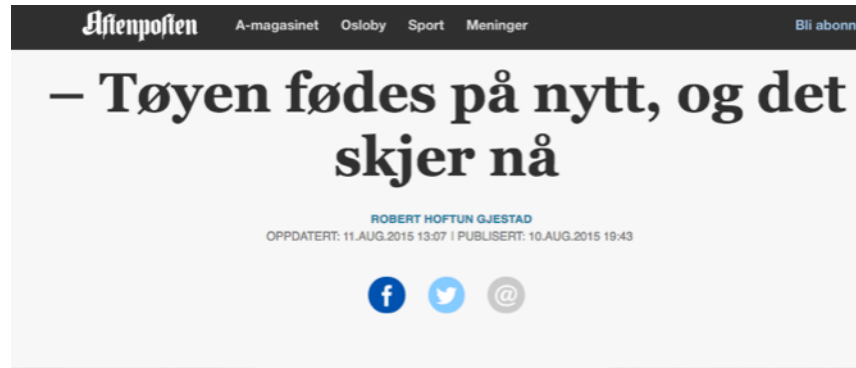 Aftenposten A-magasinet Osloby Sport Meninger Bli abonn
– Tøyen fødes på nytt, og det
skjer nå
ROBERT HOFTUN GJESTAD
OPPDATERT: 11.AUG.2015 13:07 | PUBLISERT: 10.AUG.2015 19:43
f @